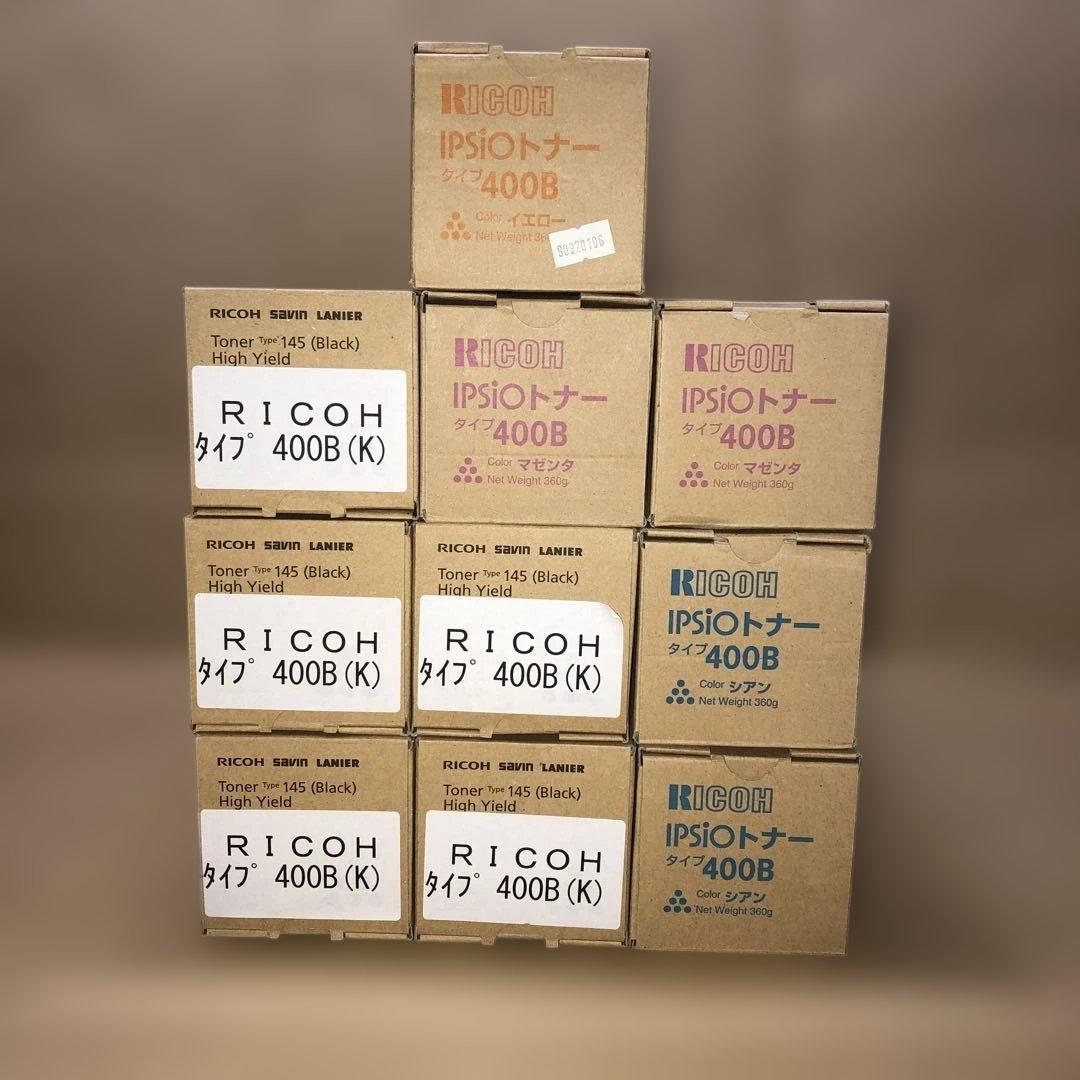 RICOH
IPSiOトナー
タイプ400B
Color イエロー
Net Weight 36
90920106
RICOH savin LANIER
Toner Type 145 (Black)
High Yield
RICOH
タイプ 400B(K)
RICOH
IPSiOトナー
タイプ400B
Color マゼンタ
Net Weight 360g
RICOH
IPSiOトナー
タイプ400B
Color マゼンタ
Net Weight 360g
RICOH savin LANIER
Toner Type 145 (Black)
High Yield
RICOH
タイプ 400B(K)
RICOH savin LANIER
Toner Type 145 (Black)
High Yield
RICOH
タイプ 400B(K)
RICOH
IPSiOトナー
タイプ400B
Color シアン
Net Weight 360g
RICOH savin LANIER
Toner Type 145 (Black)
High Yield
RICOH
タイプ 400B(K)
RICOH savin LANIER
Toner Type 145 (Black)
High Yield
RICOH
タイプ 400B(K)
RICOH
IPSiOトナー
タイプ400B
Color シアン
Net Weight 360g